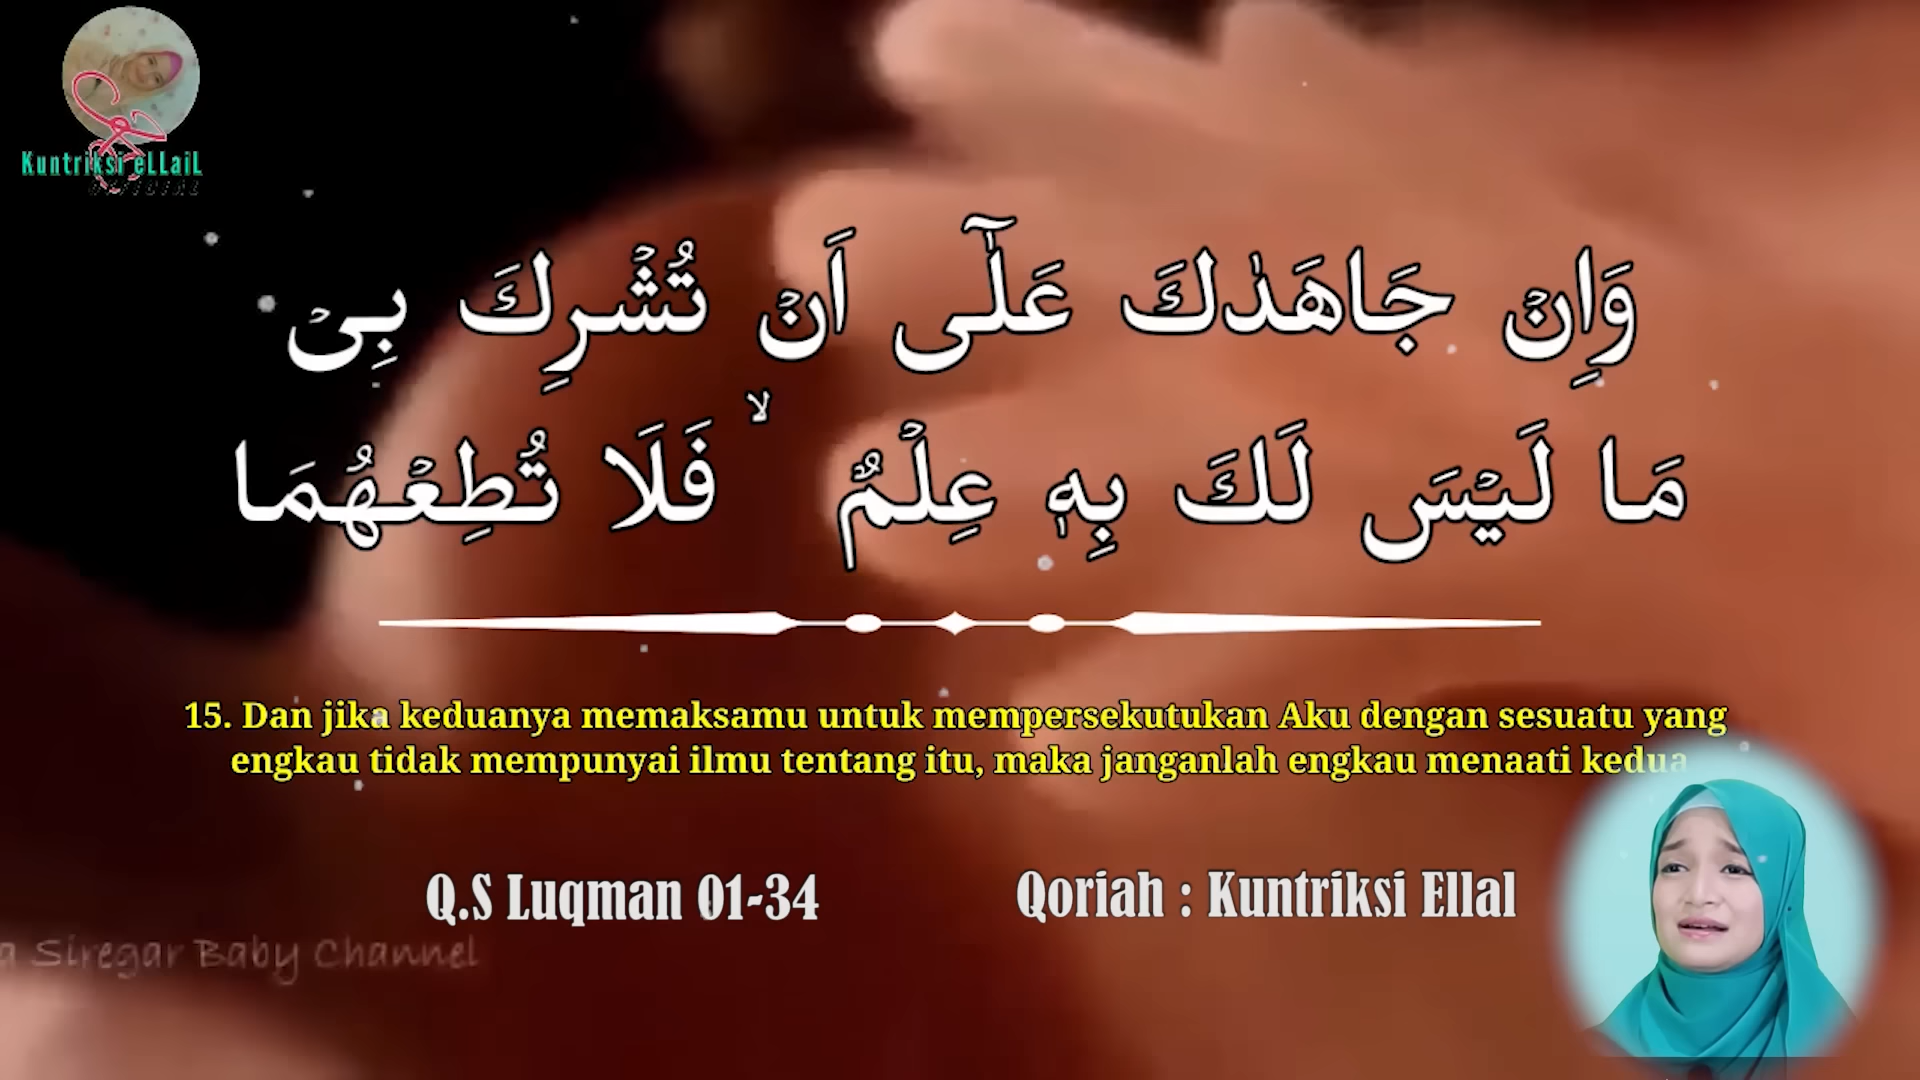 Kuntriksi eLLaiL
OFFICIAL
وَاِنۡ جَاهَدٰكَ عَلٰٓى اَنۡ تُشۡرِكَ بِىۡ
مَا لَيۡسَ لَكَ بِهٖ عِلۡمٌ ۙ فَلَا تُطِعۡهُمَا
15. Dan jika keduanya memaksamu untuk mempersekutukan Aku dengan sesuatu yang
engkau tidak mempunyai ilmu tentang itu, maka janganlah engkau menaati kedua
Q.S Luqman 01-34
Qoriah : Kuntriksi Ellal
a Siregar Baby Channel